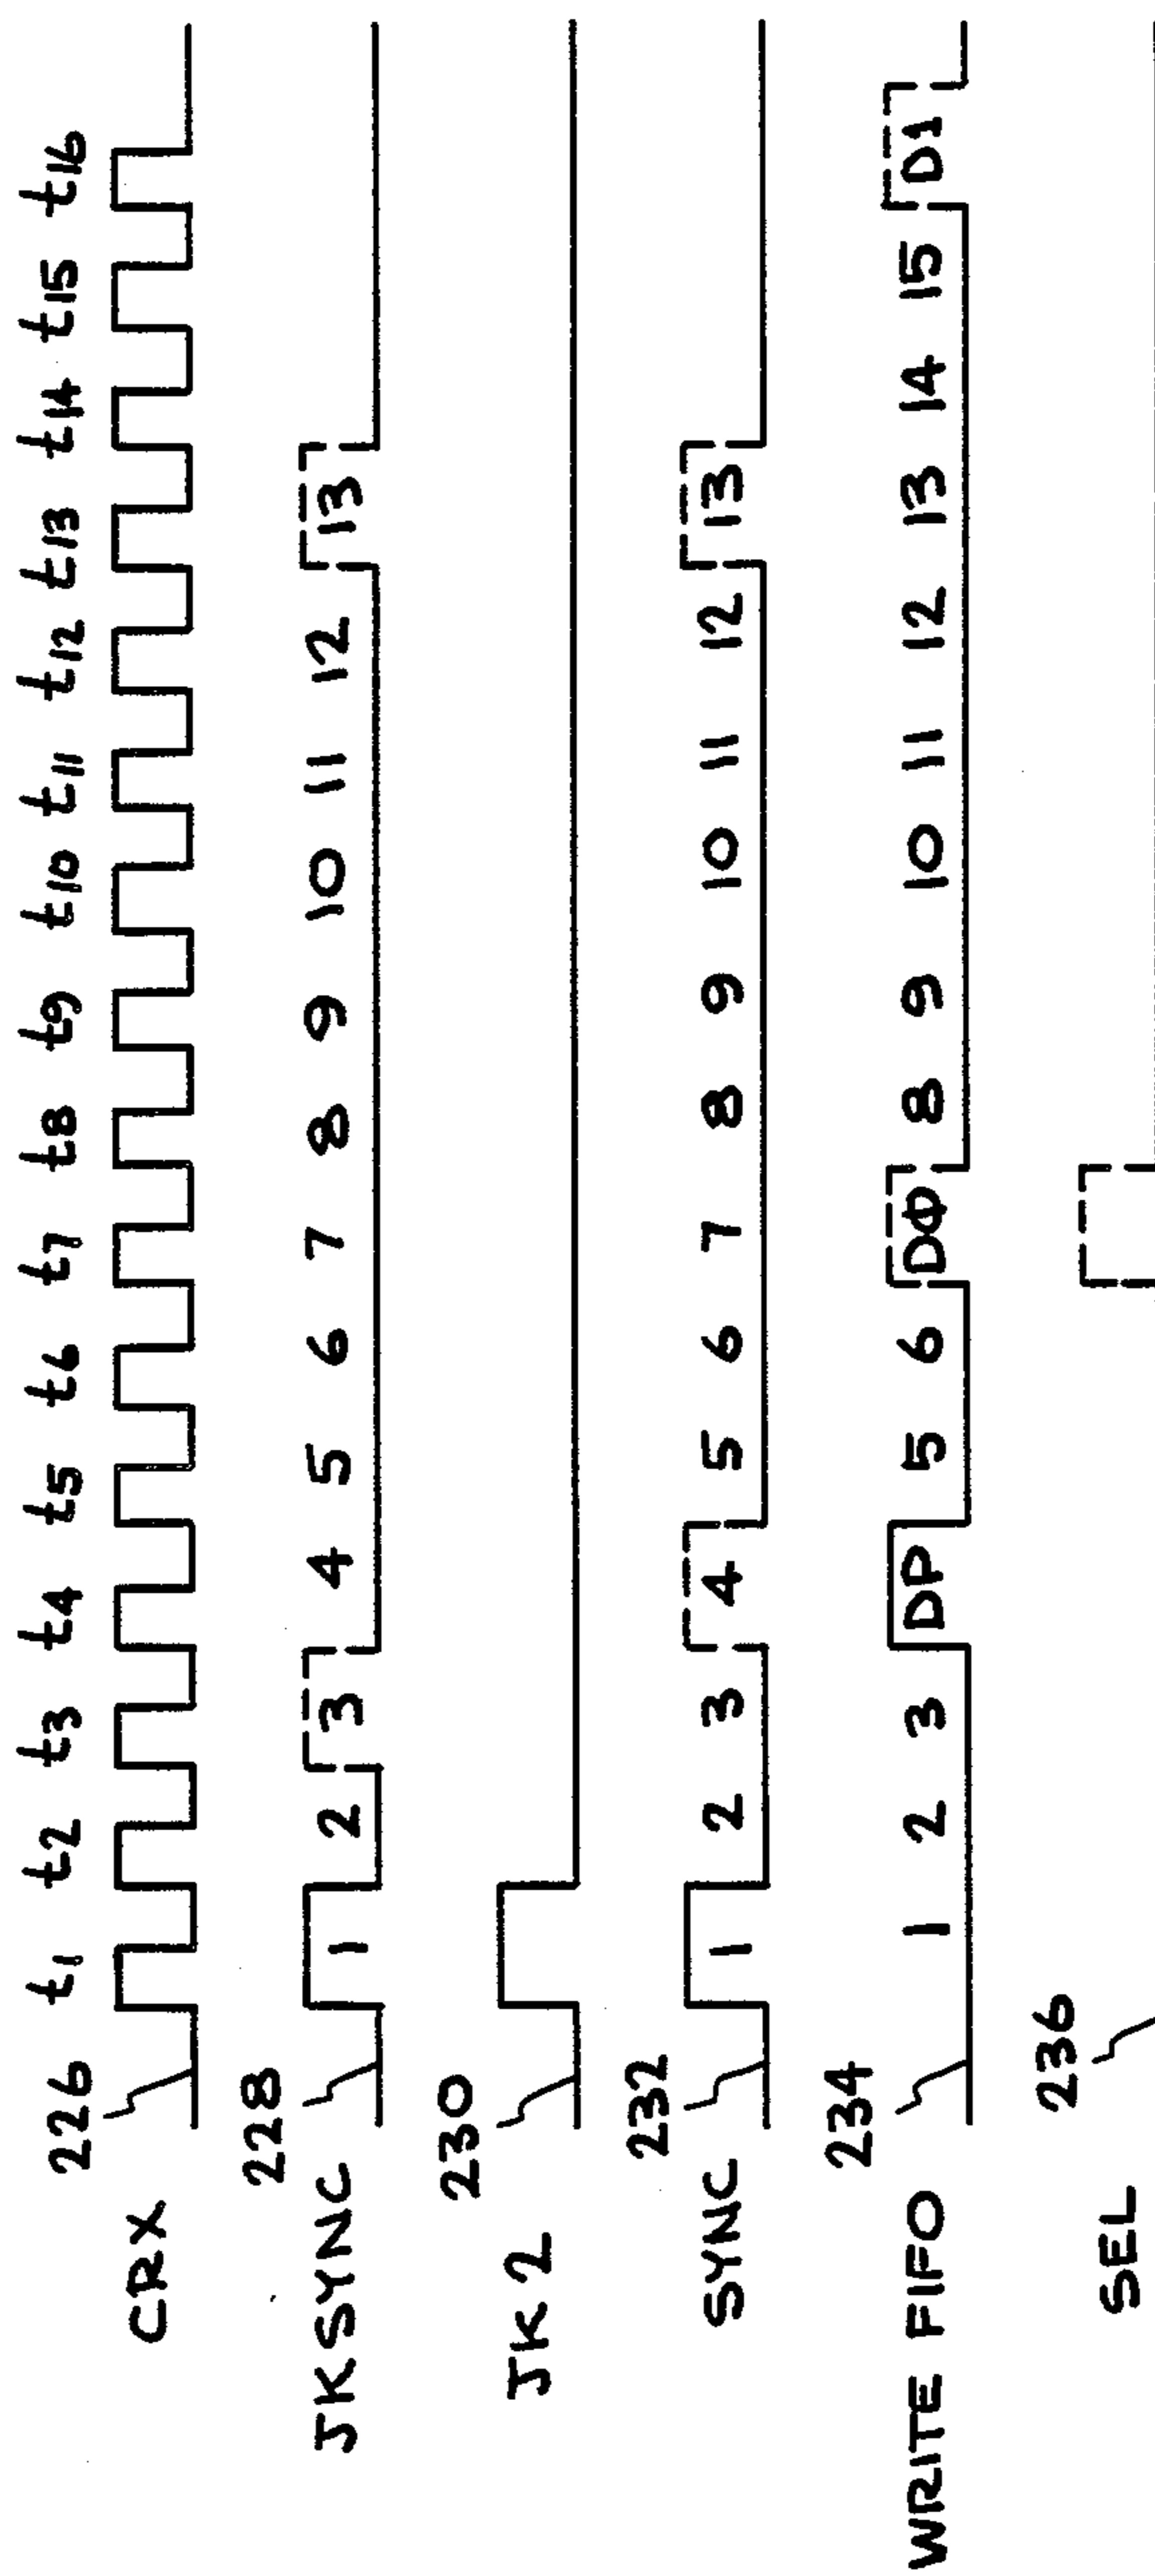 t1 t2 t3 t4 t5 t6 t7 t8 t9 t10 t11 t12 t13 t14 t15 t16
226
CRX
228
JKSYNC 1 2 3 4 5 6 7 8 9 10 11 12 13
230
JK2
232
SYNC 1 2 3 4 5 6 7 8 9 10 11 12 13
234
WRITE FIFO 1 2 3 DP 5 6 DΦ 8 9 10 11 12 13 14 15 D1
236
SEL